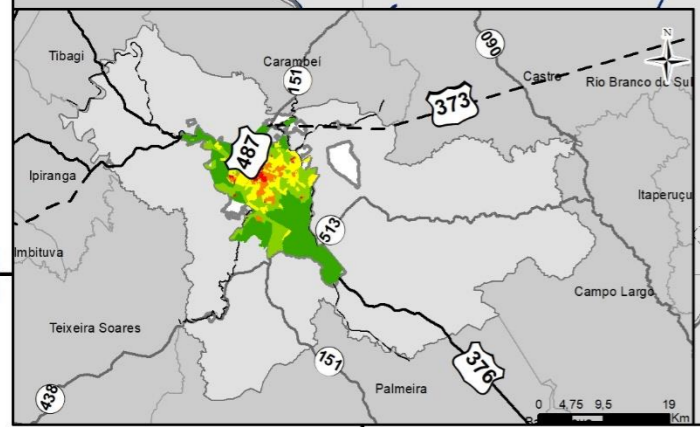 N
Tibagi
Carambeí
151
090
Castro
Rio Branco do Sul
373
487
Ipiranga
Itaperuçu
513
Imbituva
Campo Largo
Teixeira Soares
151
376
438
Palmeira
0 4,75 9,5 19
Km